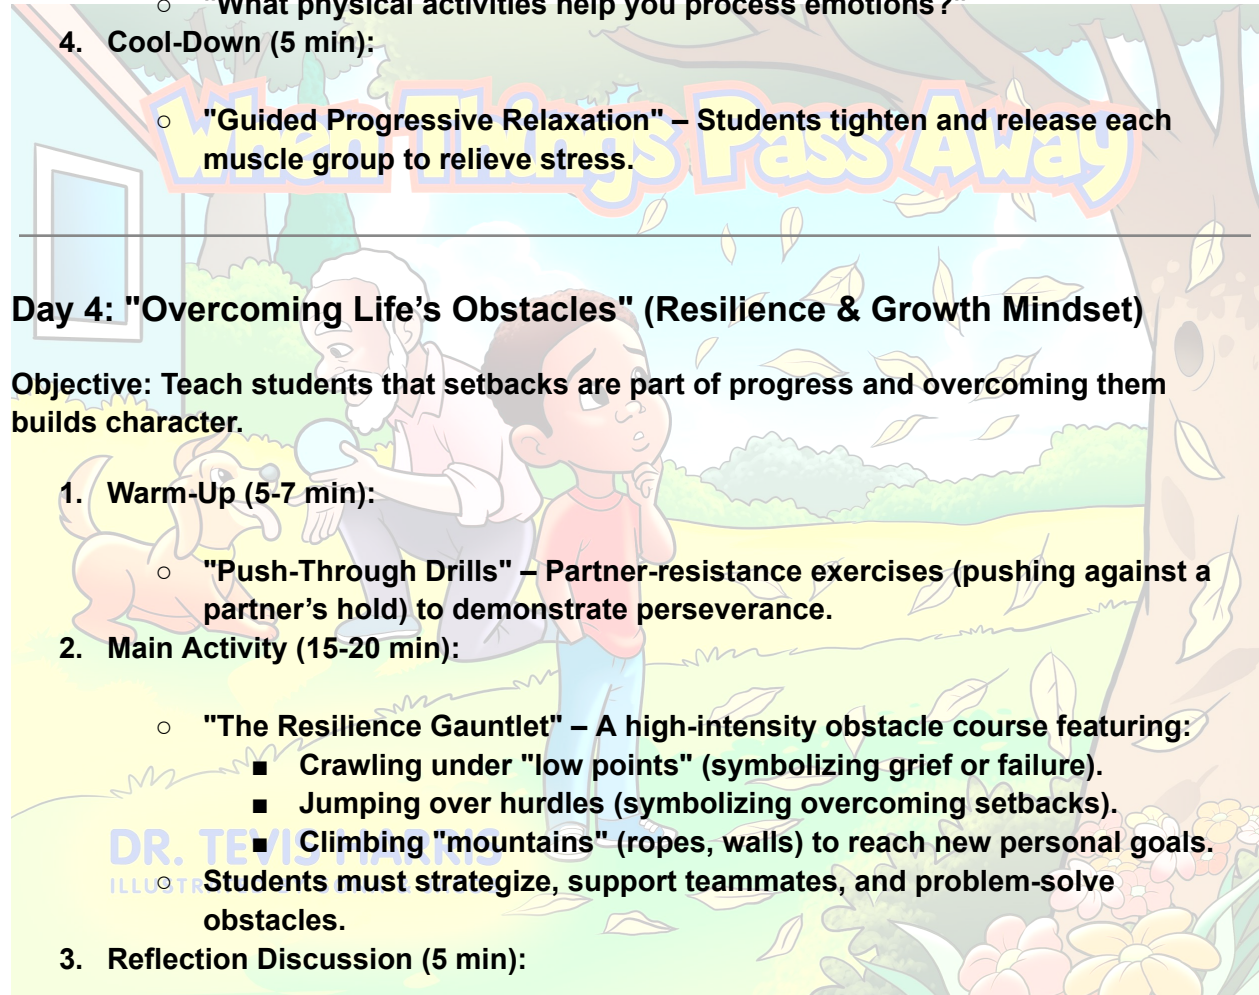 ○ "What physical activities help you process emotions?"
4. Cool-Down (5 min):
○ "Guided Progressive Relaxation" – Students tighten and release each
muscle group to relieve stress.
When Things Pass Away
Day 4: "Overcoming Life's Obstacles" (Resilience & Growth Mindset)
Objective: Teach students that setbacks are part of progress and overcoming them
builds character.
1. Warm-Up (5-7 min):
○ "Push-Through Drills" – Partner-resistance exercises (pushing against a
partner's hold) to demonstrate perseverance.
2. Main Activity (15-20 min):
○ "The Resilience Gauntlet" – A high-intensity obstacle course featuring:
■ Crawling under "low points" (symbolizing grief or failure).
■ Jumping over hurdles (symbolizing overcoming setbacks).
■ Climbing "mountains" (ropes, walls) to reach new personal goals.
DR. TEVIS HARRIS
○ Students must strategize, support teammates, and problem-solve
obstacles.
3. Reflection Discussion (5 min):